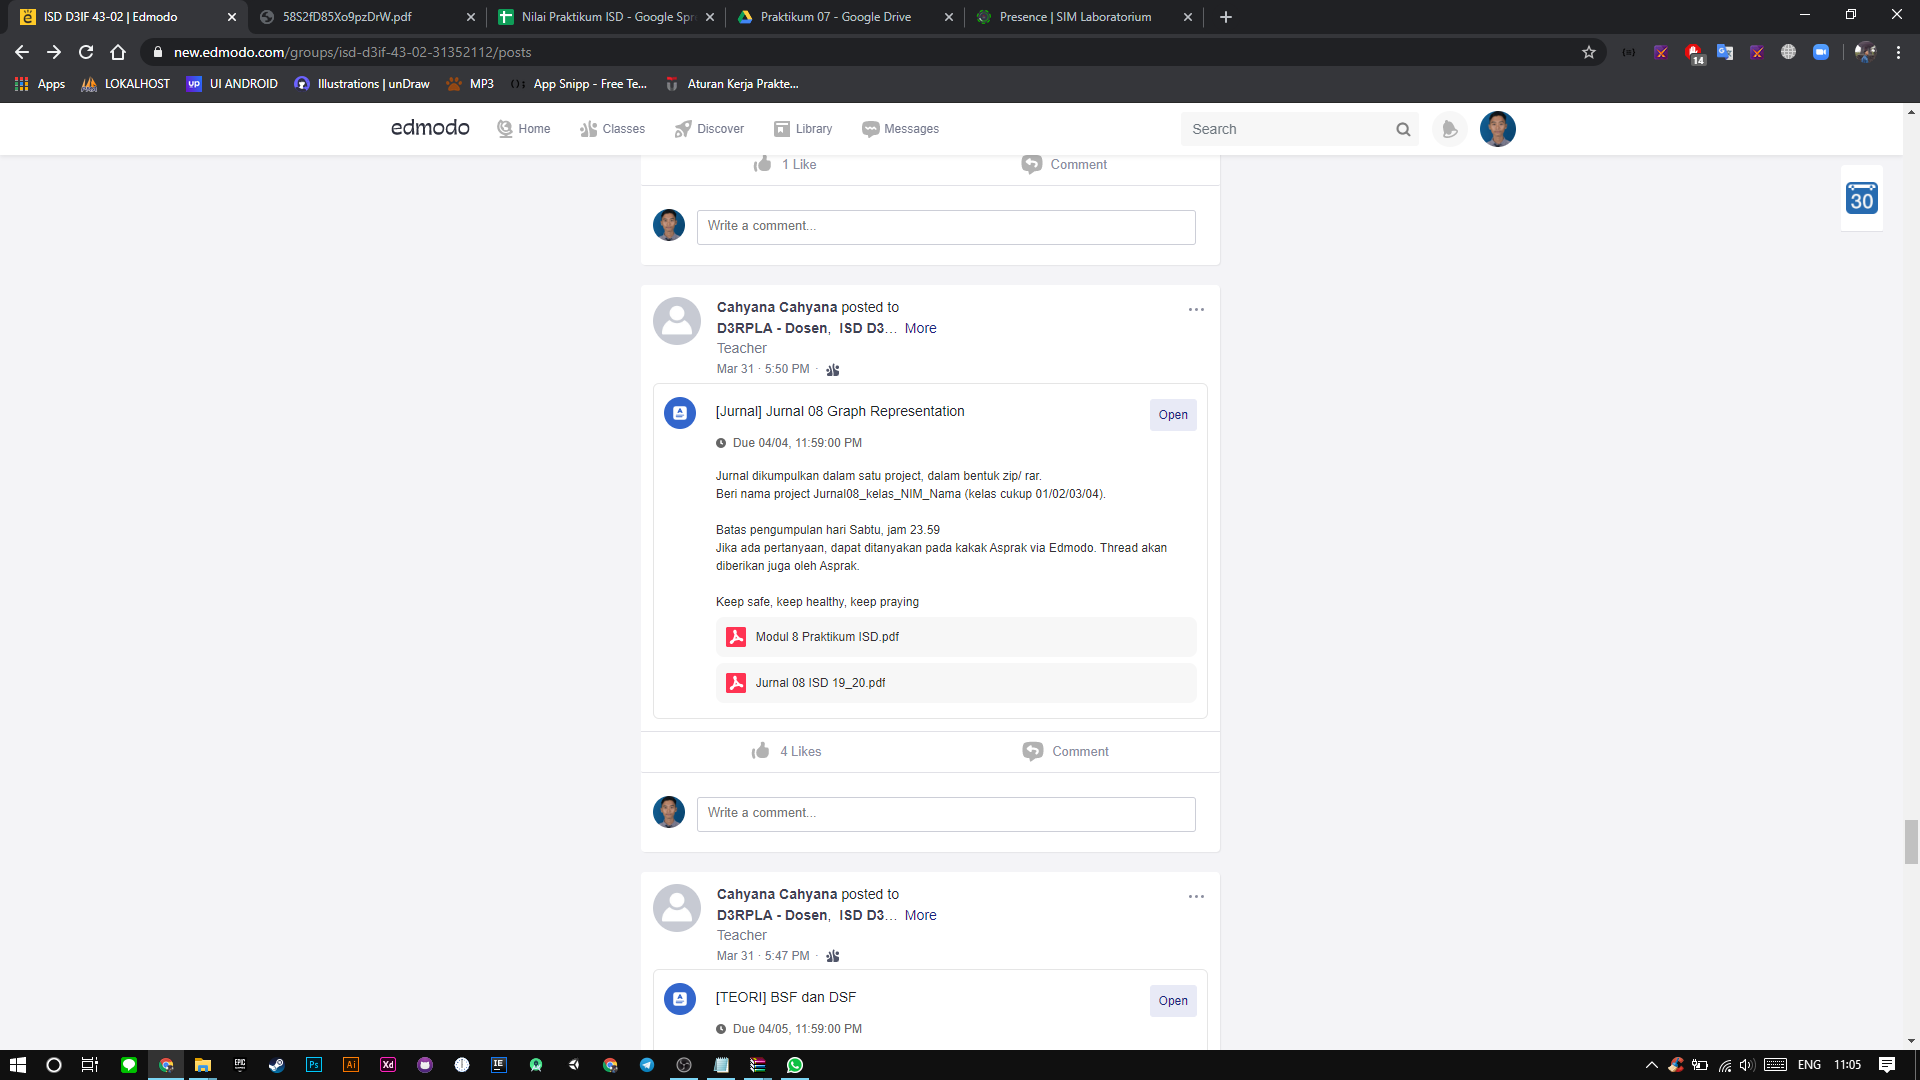 ISD D3IF 43-02 | Edmodo
58S2fD85Xo9pzDrW.pdf
Nilai Praktikum ISD - Google Spre
Praktikum 07 - Google Drive
Presence | SIM Laboratorium
new.edmodo.com/groups/isd-d3if-43-02-31352112/posts
14
Apps
LOKALHOST
UI ANDROID
Illustrations | unDraw
MP3
App Snipp - Free Te...
Aturan Kerja Prakte...
edmodo
Home
Classes
Discover
Library
Messages
Search
30
1 Like
Comment
Write a comment...
Cahyana Cahyana posted to
D3RPLA - Dosen, ISD D3... More
Teacher
Mar 31 · 5:50 PM ·
[Jurnal] Jurnal 08 Graph Representation
Open
Due 04/04, 11:59:00 PM
Jurnal dikumpulkan dalam satu project, dalam bentuk zip/ rar.
Beri nama project Jurnal08_kelas_NIM_Nama (kelas cukup 01/02/03/04).
Batas pengumpulan hari Sabtu, jam 23.59
Jika ada pertanyaan, dapat ditanyakan pada kakak Asprak via Edmodo. Thread akan
diberikan juga oleh Asprak.
Keep safe, keep healthy, keep praying
Modul 8 Praktikum ISD.pdf
Jurnal 08 ISD 19_20.pdf
4 Likes
Comment
Write a comment...
Cahyana Cahyana posted to
D3RPLA - Dosen, ISD D3... More
Teacher
Mar 31 · 5:47 PM ·
[TEORI] BSF dan DSF
Open
Due 04/05, 11:59:00 PM
EPIC
Ps
Ai
Xd
IE
ENG
11:05